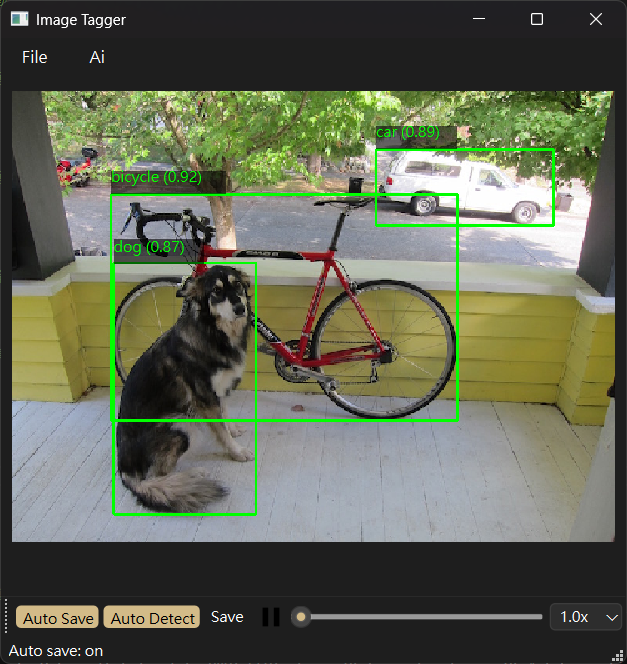 Image Tagger
File Ai
car (0.89)
bicycle (0.92)
dog (0.87)
Auto Save Auto Detect Save 1.0x
Auto save: on